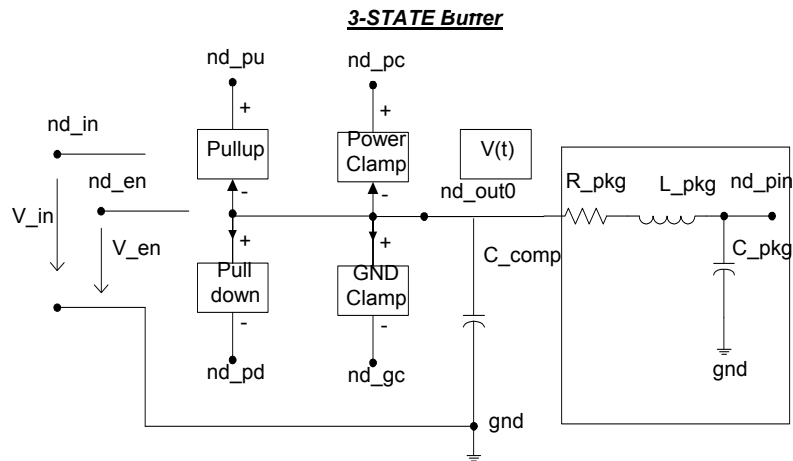 3-STATE Buffer
nd_pu
nd_pc
+
+
nd_in
Pullup
Power
Clamp
V(t)
nd_en
-
-
nd_out0
R_pkg
L_pkg
nd_pin
V_in
V_en
+
+
C_comp
C_pkg
Pull
down
GND
Clamp
-
-
nd_pd
nd_gc
gnd
gnd